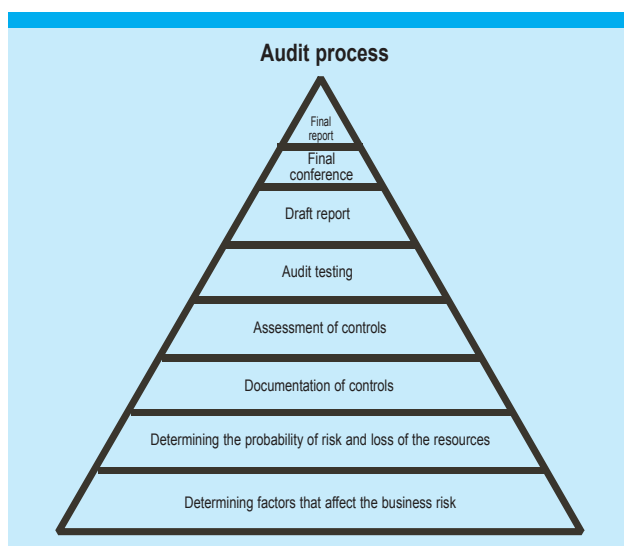 Audit process
Final
report
Final
conference
Draft report
Audit testing
Assessment of controls
Documentation of controls
Determining the probability of risk and loss of the resources
Determining factors that affect the business risk